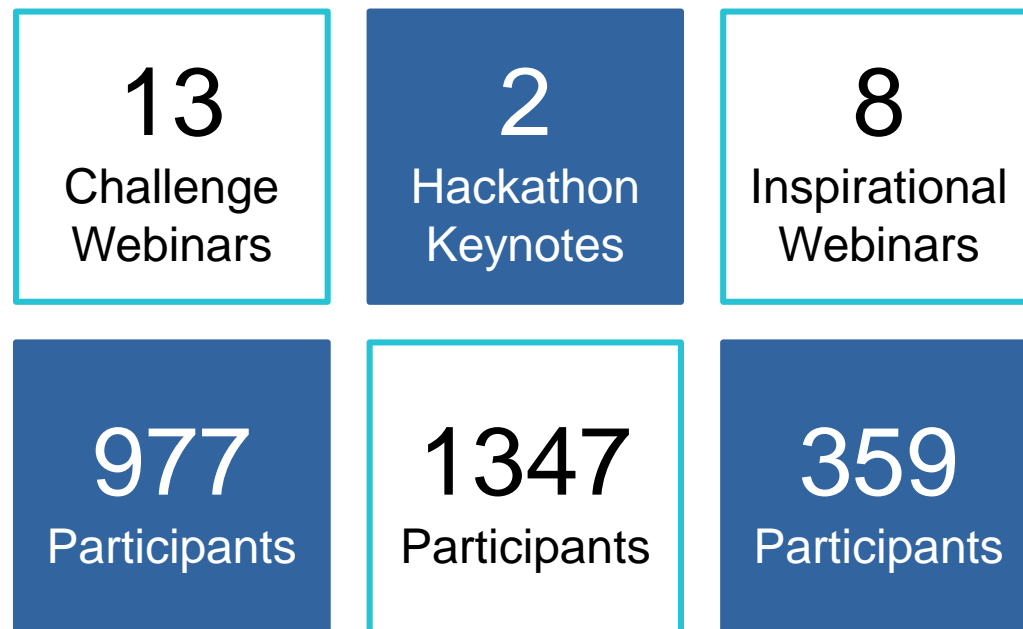 13
Challenge
Webinars
2
Hackathon
Keynotes
8
Inspirational
Webinars
977
Participants
1347
Participants
359
Participants